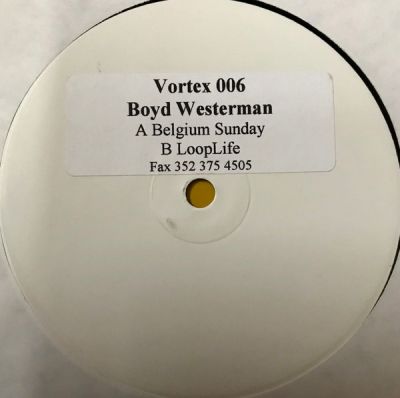 Vortex 006
Boyd Westerman
A Belgium Sunday
B LoopLife
Fax 352 375 4505